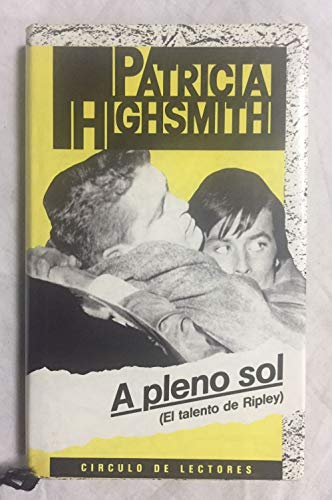 PATRICIA
HIGHSMITH
A pleno sol
(El talento de Ripley)
CIRCULO DE LECTORES